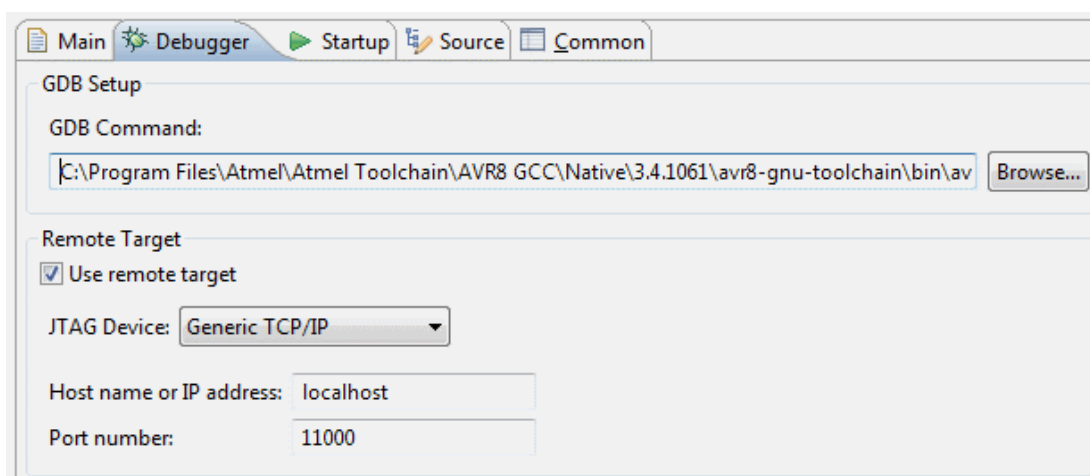 Main Debugger Startup Source Common
GDB Setup
GDB Command:
C:\Program Files\Atmel\Atmel Toolchain\AVR8 GCC\Native\3.4.1061\avr8-gnu-toolchain\bin\av Browse...
Remote Target
Use remote target
JTAG Device: Generic TCP/IP
Host name or IP address: localhost
Port number: 11000